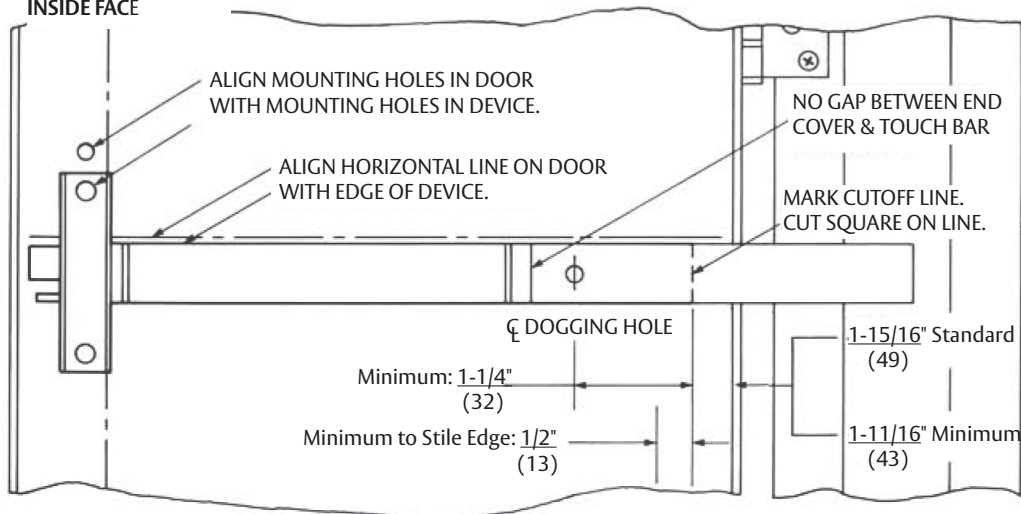 INSIDE FACE
ALIGN MOUNTING HOLES IN DOOR
WITH MOUNTING HOLES IN DEVICE.
NO GAP BETWEEN END
COVER & TOUCH BAR
ALIGN HORIZONTAL LINE ON DOOR
WITH EDGE OF DEVICE.
MARK CUTOFF LINE.
CUT SQUARE ON LINE.
℄ DOGGING HOLE
1-15/16" Standard
(49)
Minimum: 1-1/4"
(32)
Minimum to Stile Edge: 1/2"
(13)
1-11/16" Minimum
(43)